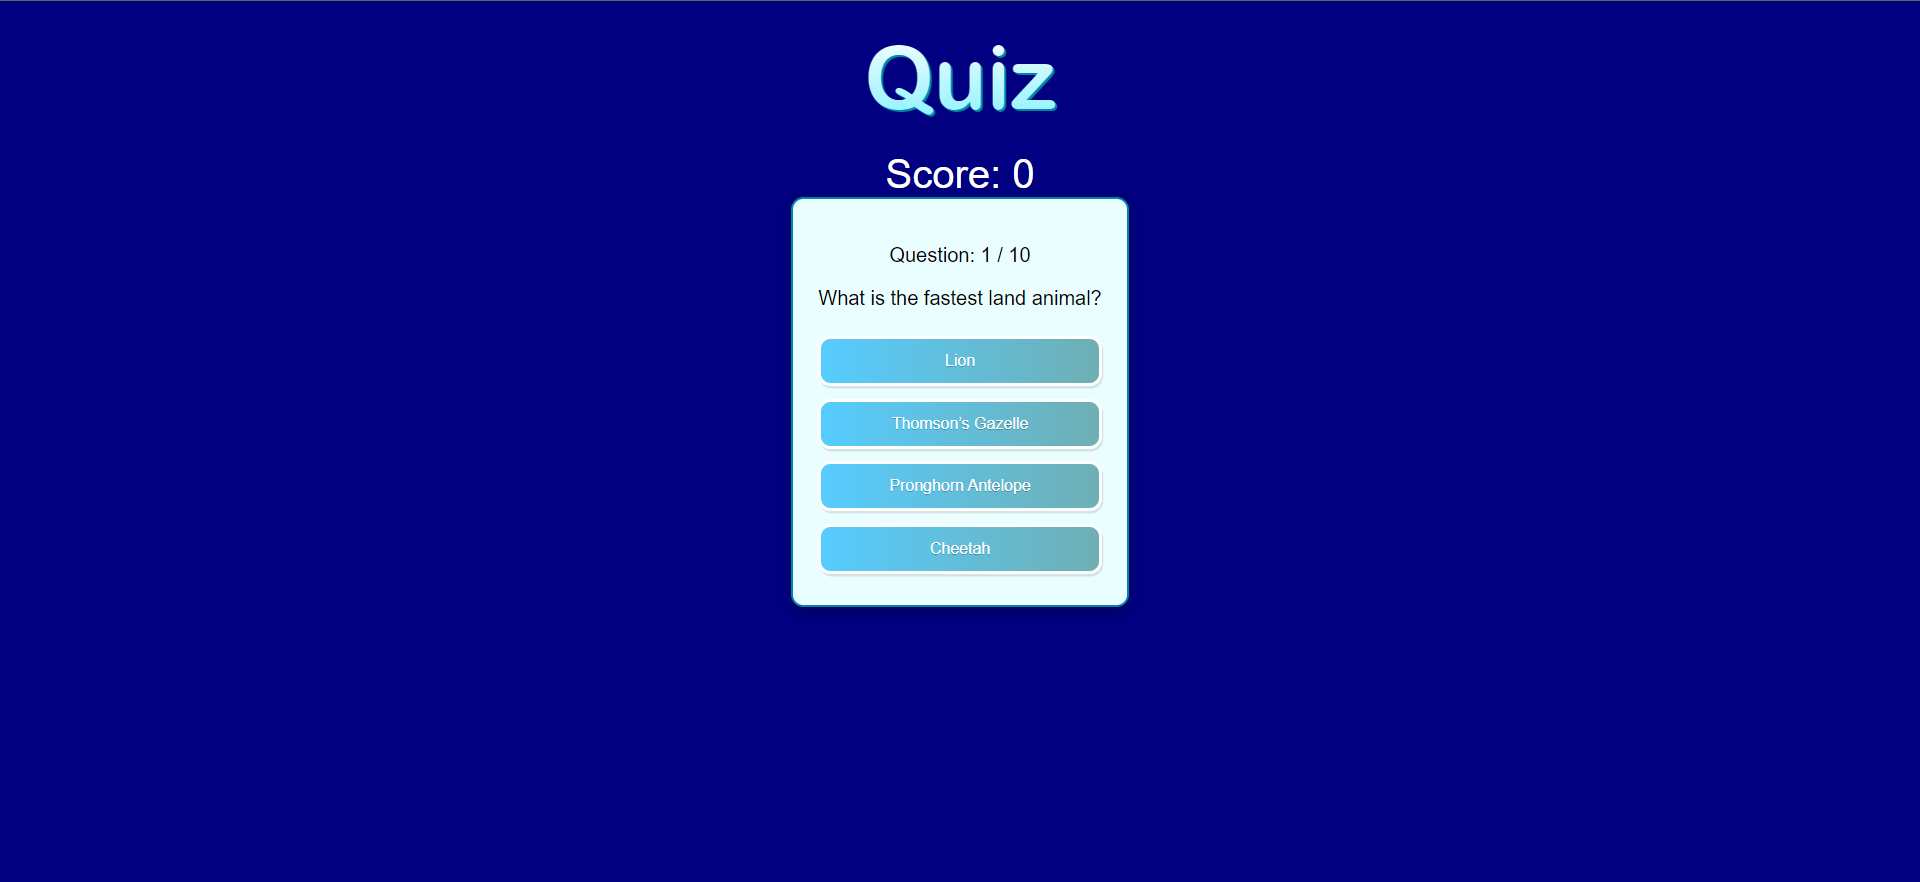 Quiz
Score: 0
Question: 1 / 10
What is the fastest land animal?
Lion
Thomson's Gazelle
Pronghorn Antelope
Cheetah